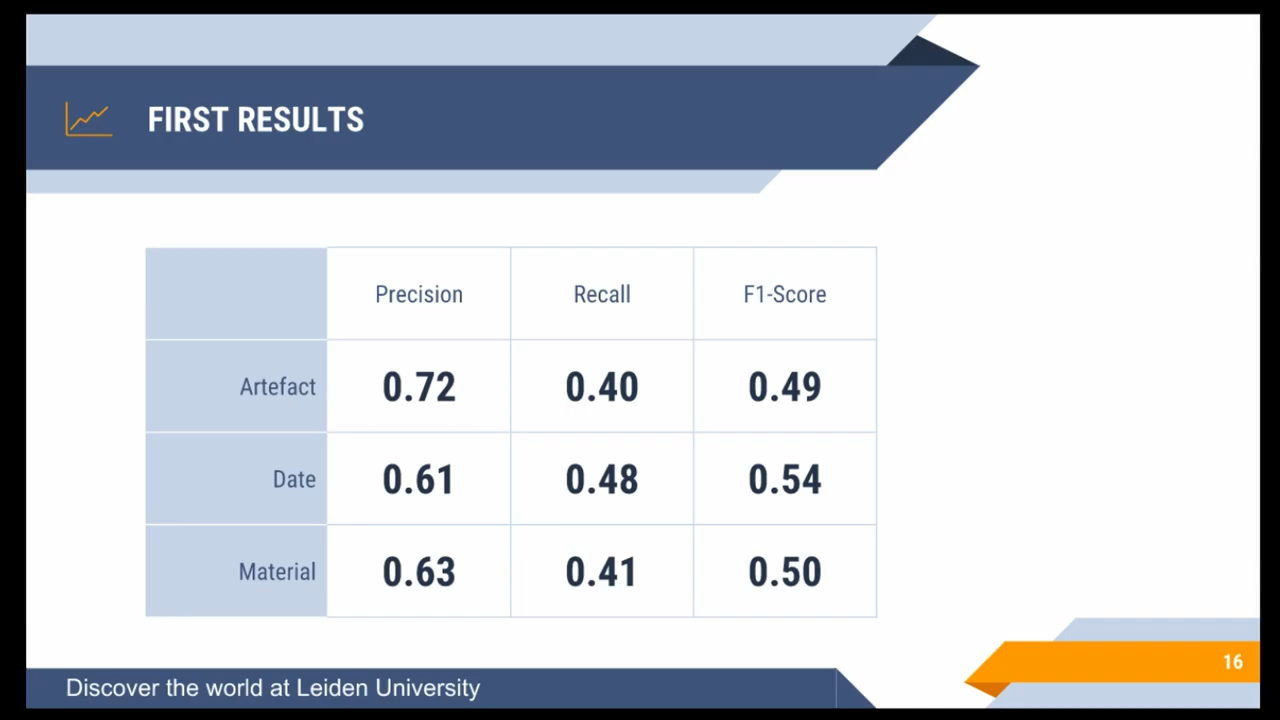 FIRST RESULTS
Precision Recall F1-Score
Artefact 0.72 0.40 0.49
Date 0.61 0.48 0.54
Material 0.63 0.41 0.50
16
Discover the world at Leiden University